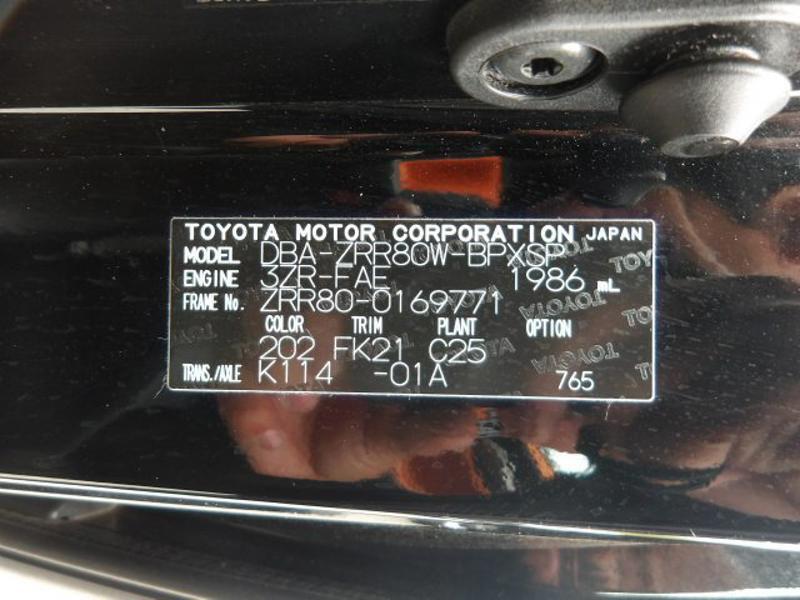 TOYOTA MOTOR CORPORATION JAPAN
MODEL DBA-ZRR80W-BPXSP
ENGINE 3ZR-FAE 1986 mL
FRAME No. ZRR80-0169771
COLOR TRIM PLANT OPTION
202 FK21 C25
TRANS./AXLE K114 -01A 765